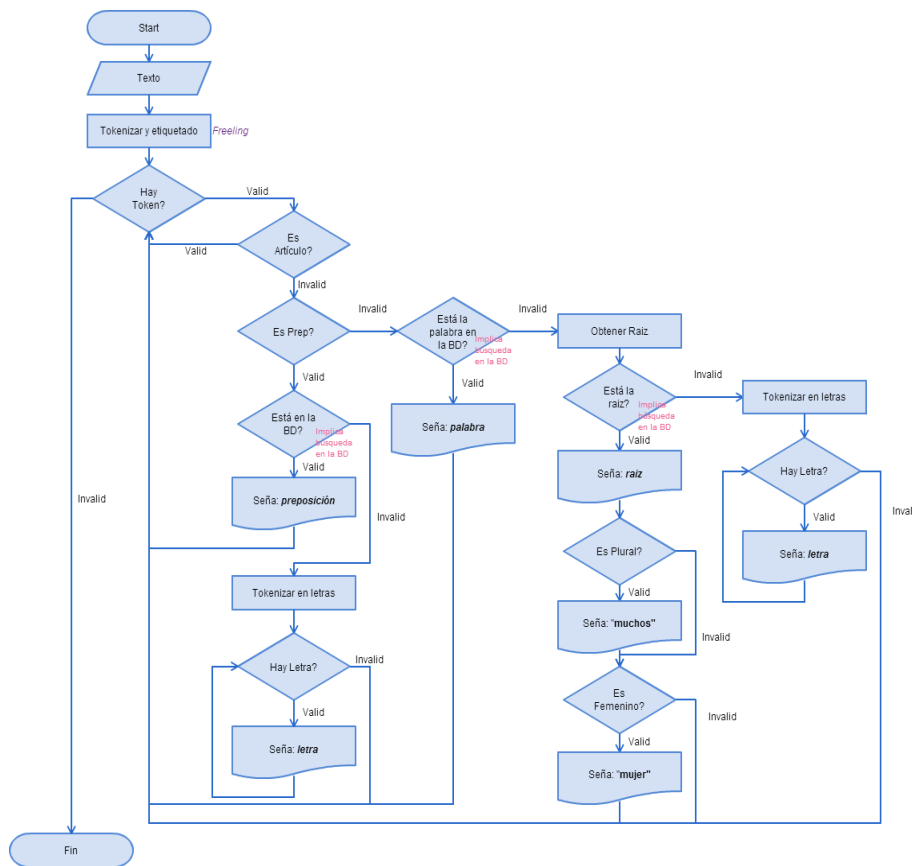 Start
Texto
Tokenizar y etiquetado
Freeling
Hay
Token?
Valid
Es
Artículo?
Valid
Invalid
Es Prep?
Invalid
Está la
palabra en
la BD?
Implica
búsqueda
en la BD
Invalid
Obtener Raiz
Valid
Valid
Está la
raiz?
Implica
búsqueda
en la BD
Invalid
Tokenizar en letras
Está en la
BD?
Implica
búsqueda
en la BD
Seña: palabra
Valid
Valid
Seña: raiz
Hay Letra?
Invalid
Seña: preposición
Invalid
Inval
Valid
Es Plural?
Seña: letra
Tokenizar en letras
Valid
Seña: "muchos"
Invalid
Hay Letra?
Invalid
Es
Femenino?
Invalid
Valid
Valid
Seña: letra
Seña: "mujer"
Fin